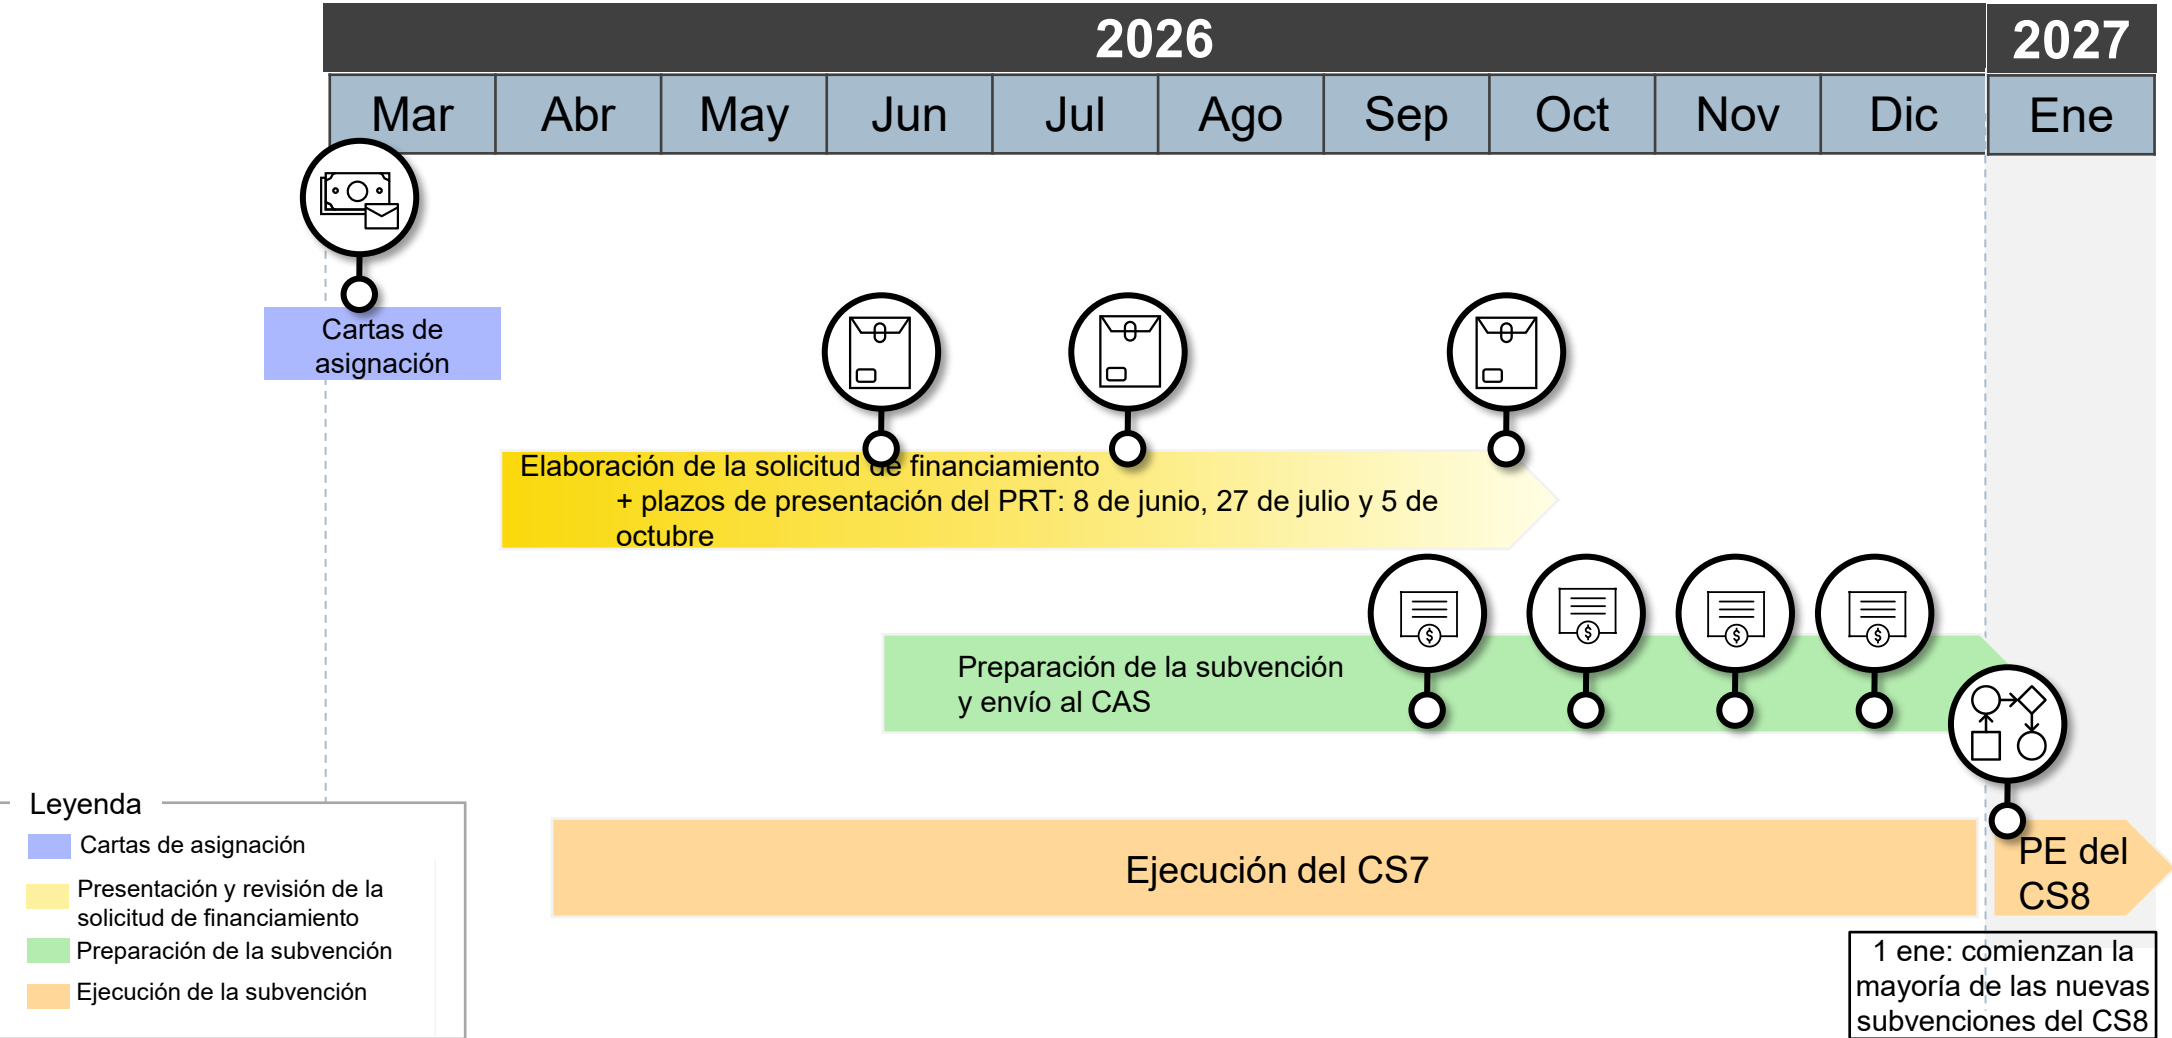 2026
2027
Mar
Abr
May
Jun
Jul
Ago
Sep
Oct
Nov
Dic
Ene
Cartas de
asignación
Elaboración de la solicitud de financiamiento
+ plazos de presentación del PRT: 8 de junio, 27 de julio y 5 de
octubre
$
$
$
$
Preparación de la subvención
y envío al CAS
Ejecución del CS7
PE del
CS8
1 ene: comienzan la
mayoría de las nuevas
subvenciones del CS8
Leyenda
Cartas de asignación
Presentación y revisión de la
solicitud de financiamiento
Preparación de la subvención
Ejecución de la subvención